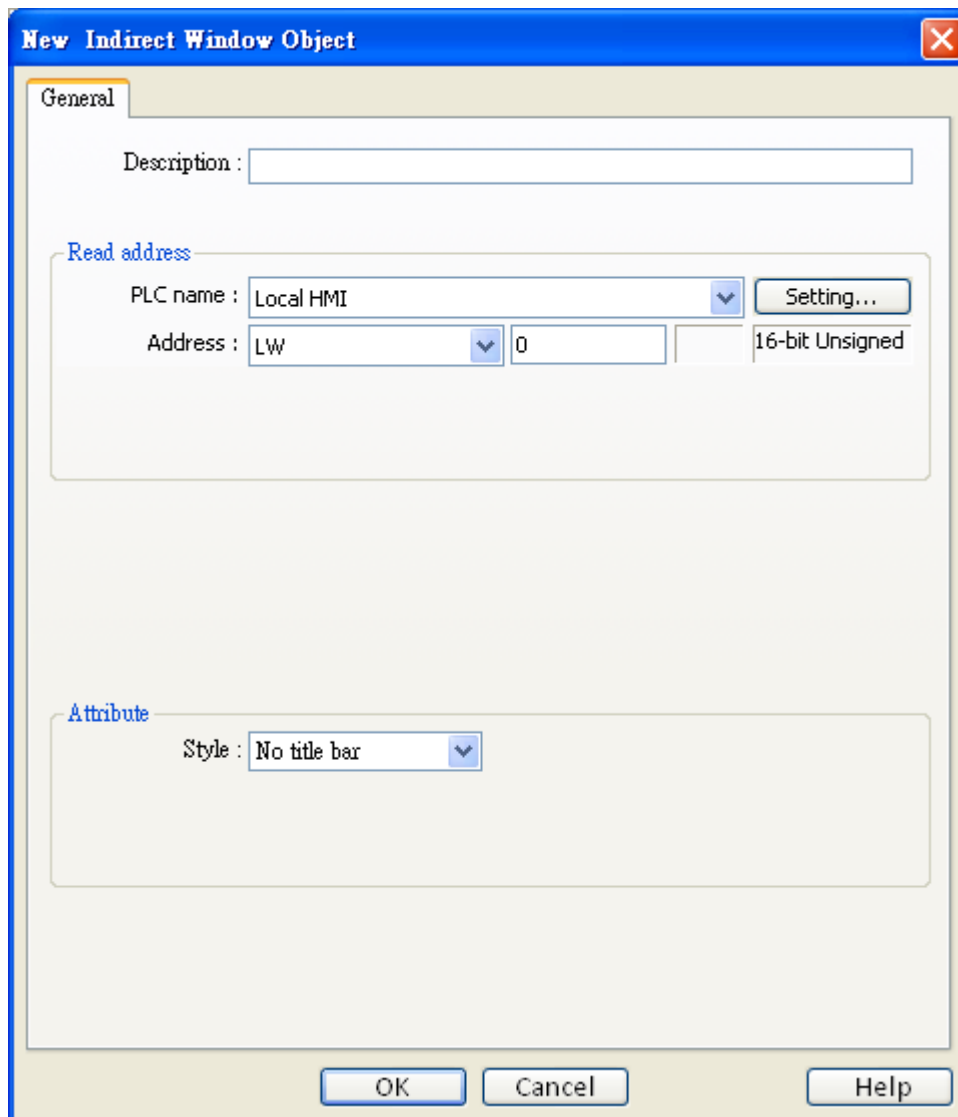 New Indirect Window Object
General
Description :
Read address
PLC name : Local HMI Setting...
Address : LW 0 16-bit Unsigned
Attribute
Style : No title bar
OK Cancel Help